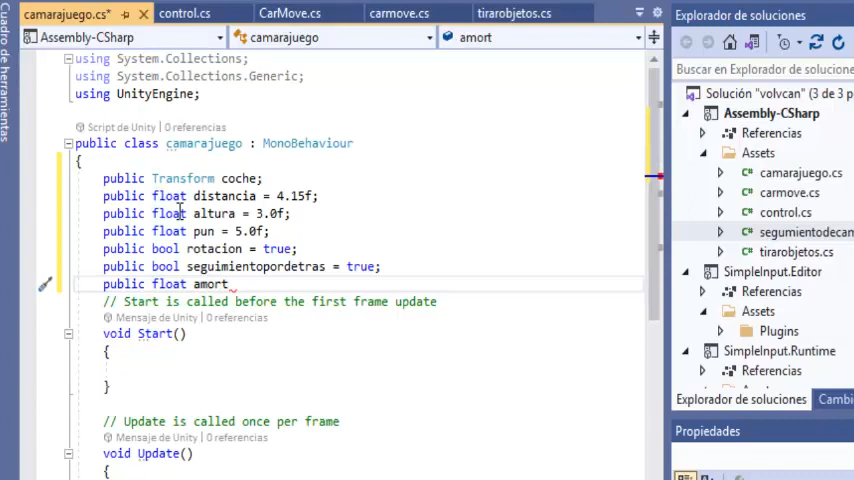 camarajuego.cs*
control.cs
CarMove.cs
carmove.cs
tirarobjetos.cs
Explorador de soluciones
Assembly-CSharp
camarajuego
amort
Cuadro de herramientas
Buscar en Explorador de soluciones
using System.Collections;
using System.Collections.Generic;
using UnityEngine;
Script de Unity | 0 referencias
public class camarajuego : MonoBehaviour
{
public Transform coche;
public float distancia = 4.15f;
public float altura = 3.0f;
public float pun = 5.0f;
public bool rotacion = true;
public bool seguimientopordetras = true;
public float amort
// Start is called before the first frame update
Mensaje de Unity | 0 referencias
void Start()
{
}
// Update is called once per frame
Mensaje de Unity | 0 referencias
void Update()
{
Solución "volvcan" (3 de 3 p
Assembly-CSharp
Referencias
Assets
C# camarajuego.cs
C# carmove.cs
C# control.cs
C# segumientodecam
C# tirarobjetos.cs
SimpleInput.Editor
Referencias
Assets
Plugins
SimpleInput.Runtime
Referencias
Explorador de soluciones
Cambi
Propiedades